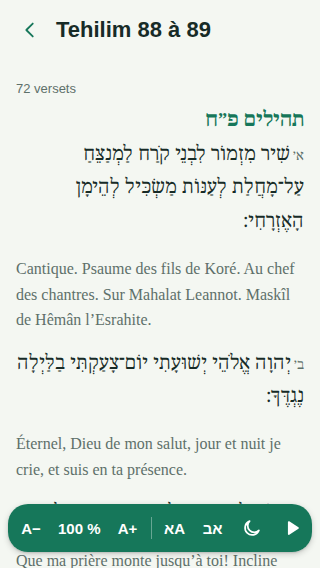 Tehilim 88 à 89
72 versets
תהילים פ״ח
א׳ שִׁיר מִזְמוֹר לִבְנֵי קֹרַח לַמְנַצֵּחַ
עַל־מָחֲלַת לְעַנּוֹת מַשְׂכִּיל לְהֵימָן
הָאֶזְרָחִי׃
Cantique. Psaume des fils de Koré. Au chef
des chantres. Sur Mahalat Leannot. Maskîl
de Hêmân l’Esrahite.
ב׳ יְהוָה אֱלֹהֵי יְשׁוּעָתִי יוֹם־צָעַקְתִּי בַלַּיְלָה
נֶגְדֶּךָ׃
Éternel, Dieu de mon salut, jour et nuit je
crie, et suis en ta présence.
A− 100 % A+ אA אב
Que ma prière monte jusqu’à toi! Incline